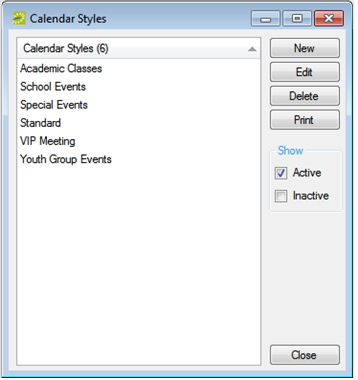 Calendar Styles
Calendar Styles (6)
Academic Classes
School Events
Special Events
Standard
VIP Meeting
Youth Group Events
New
Edit
Delete
Print
Show
Active
Inactive
Close